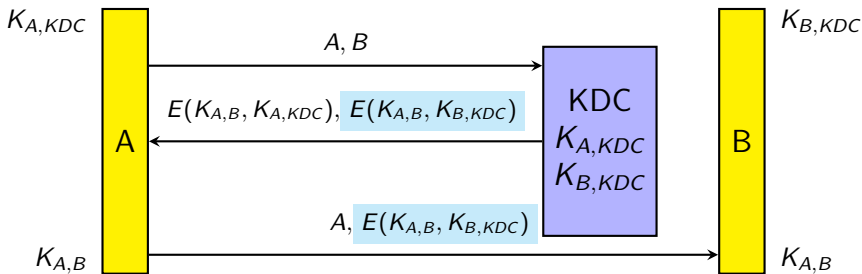 K_{A,KDC}
K_{B,KDC}
A, B
E(K_{A,B}, K_{A,KDC}), E(K_{A,B}, K_{B,KDC})
KDC
K_{A,KDC}
K_{B,KDC}
A
B
A, E(K_{A,B}, K_{B,KDC})
K_{A,B}
K_{A,B}